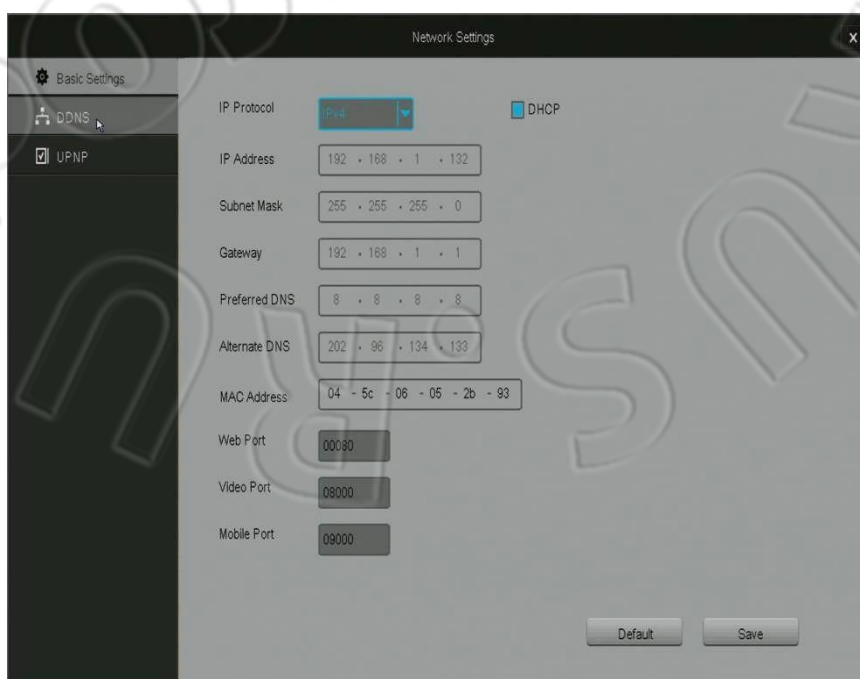 Network Settings
X
Basic Settings
DDNS
UPNP
IP Protocol IPv4 DHCP
IP Address 192 . 168 . 1 . 132
Subnet Mask 255 . 255 . 255 . 0
Gateway 192 . 168 . 1 . 1
Preferred DNS 8 . 8 . 8 . 8
Alternate DNS 202 . 96 . 134 . 133
MAC Address 04 - 5c - 06 - 05 - 2b - 93
Web Port 00080
Video Port 08000
Mobile Port 09000
Default Save